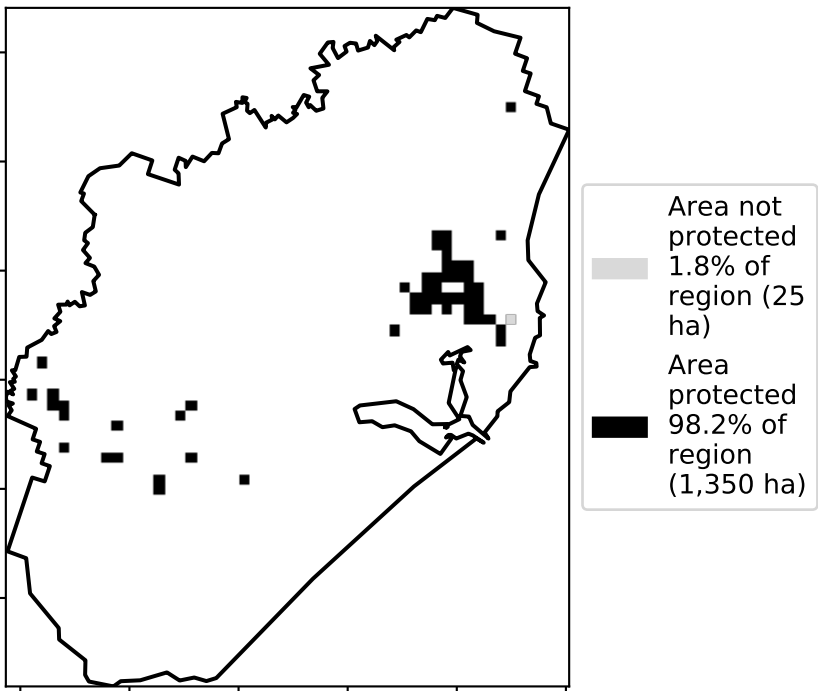 Area not
protected
1.8% of
region (25
ha)
Area
protected
98.2% of
region
(1,350 ha)